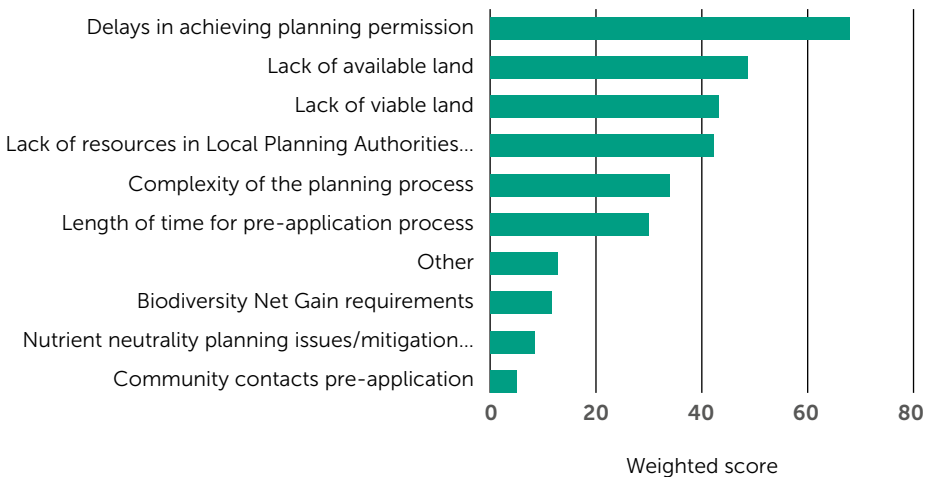 Delays in achieving planning permission
Lack of available land
Lack of viable land
Lack of resources in Local Planning Authorities...
Complexity of the planning process
Length of time for pre-application process
Other
Biodiversity Net Gain requirements
Nutrient neutrality planning issues/mitigation...
Community contacts pre-application
0 20 40 60 80
Weighted score